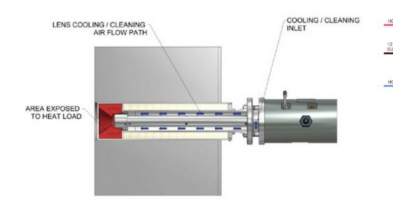 LENS COOLING / CLEANING
AIR FLOW PATH
COOLING / CLEANING
INLET
AREA EXPOSED
TO HEAT LOAD